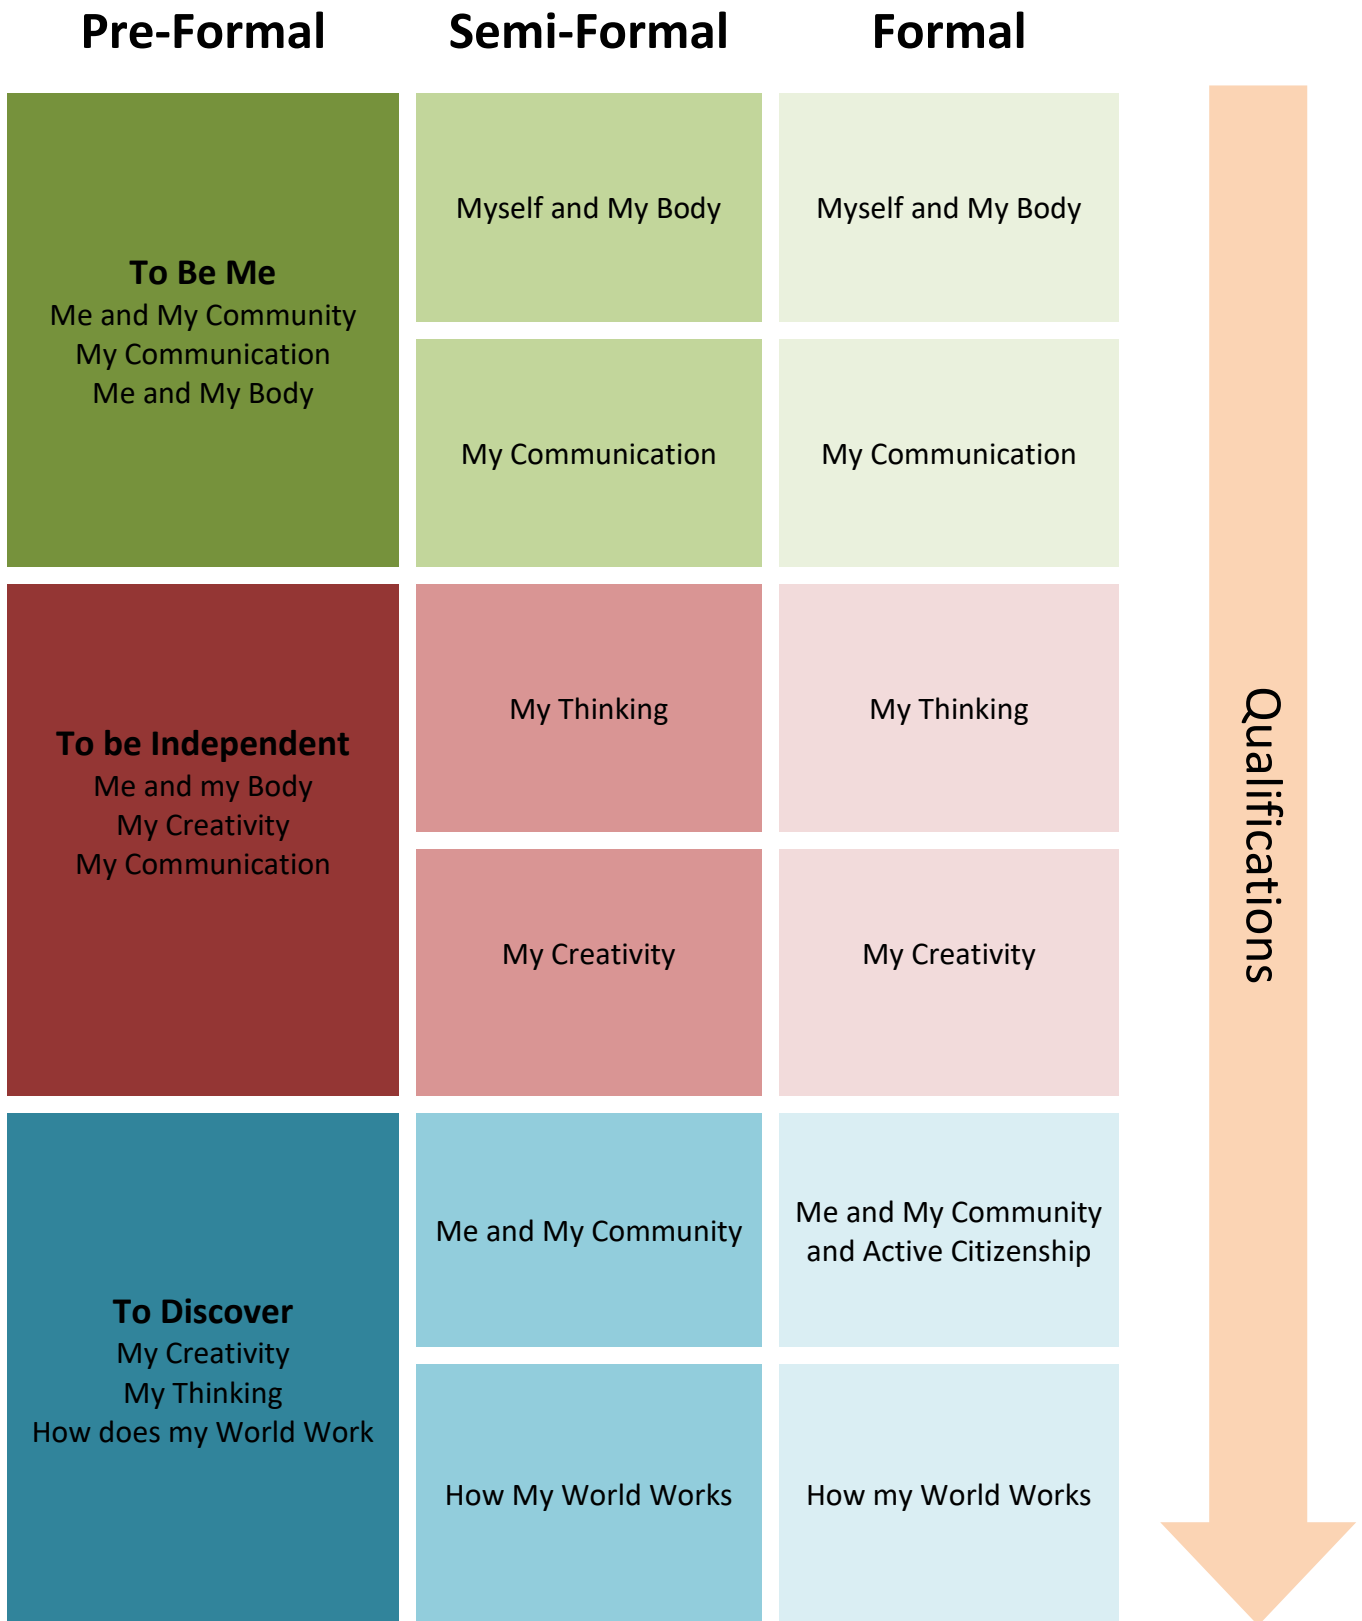 Pre-Formal
Semi-Formal
Formal
To Be Me
Me and My Community
My Communication
Me and My Body
Myself and My Body
Myself and My Body
My Communication
My Communication
To be Independent
Me and my Body
My Creativity
My Communication
My Thinking
My Thinking
My Creativity
My Creativity
To Discover
My Creativity
My Thinking
How does my World Work
Me and My Community
Me and My Community
and Active Citizenship
How My World Works
How my World Works
Qualifications